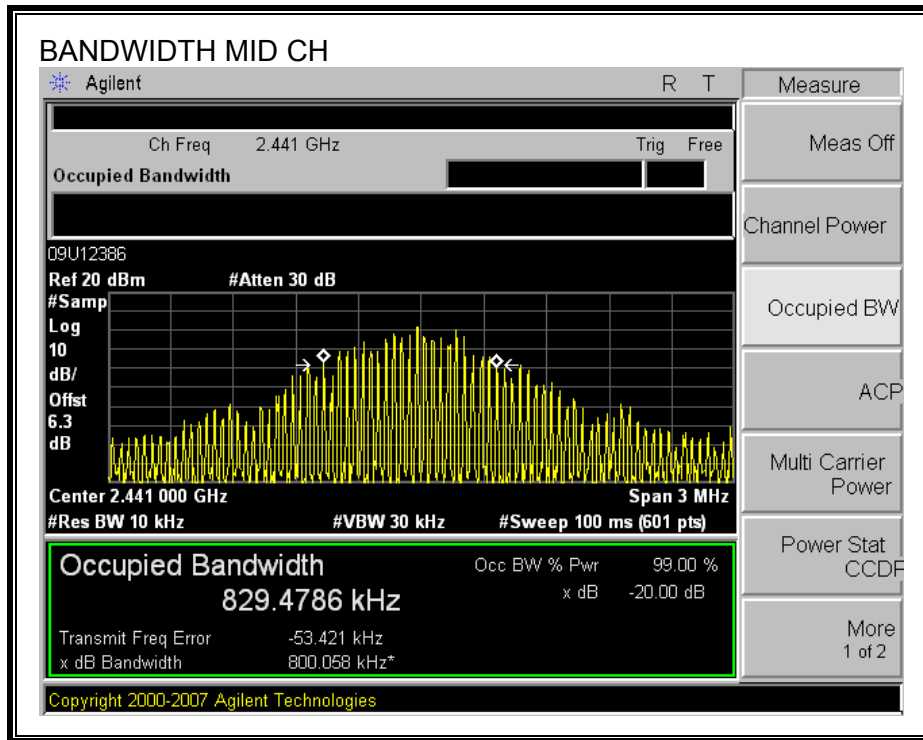 BANDWIDTH MID CH
Agilent R T
Ch Freq 2.441 GHz Trig Free
Occupied Bandwidth
09U12386
Ref 20 dBm #Atten 30 dB
#Samp
Log
10
dB/
Offst
6.3
dB
Center 2.441 000 GHz Span 3 MHz
#Res BW 10 kHz #VBW 30 kHz #Sweep 100 ms (601 pts)
Occupied Bandwidth Occ BW % Pwr 99.00 %
829.4786 kHz x dB -20.00 dB
Transmit Freq Error -53.421 kHz
x dB Bandwidth 800.058 kHz*
Copyright 2000-2007 Agilent Technologies
Measure
Meas Off
Channel Power
Occupied BW
ACP
Multi Carrier
Power
Power Stat
CCDF
More
1 of 2